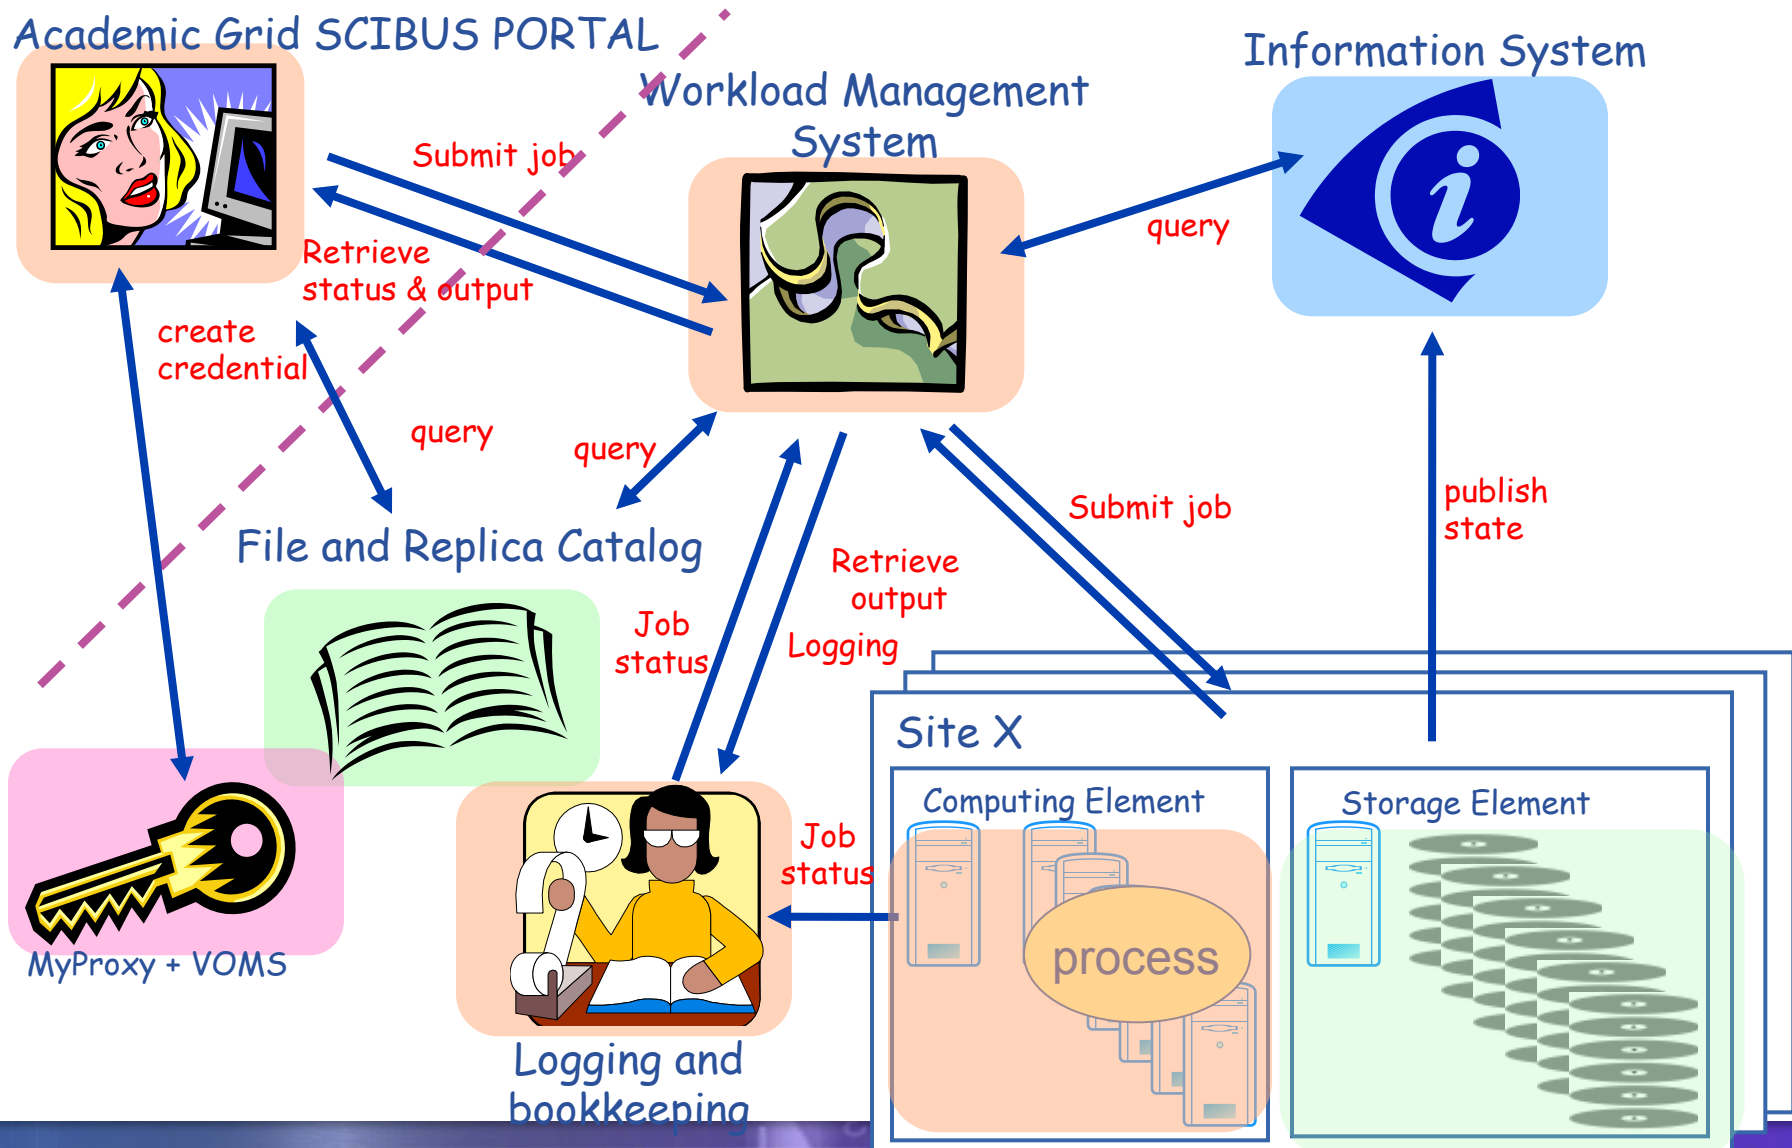 Academic Grid SCIBUS PORTAL
Information System
Workload Management
System
Submit job
query
Retrieve
status & output
create
credential
query
query
Submit job
publish
state
File and Replica Catalog
Retrieve
output
Job
status
Logging
Site X
Computing Element
Storage Element
Job
status
process
MyProxy + VOMS
Logging and
bookkeeping